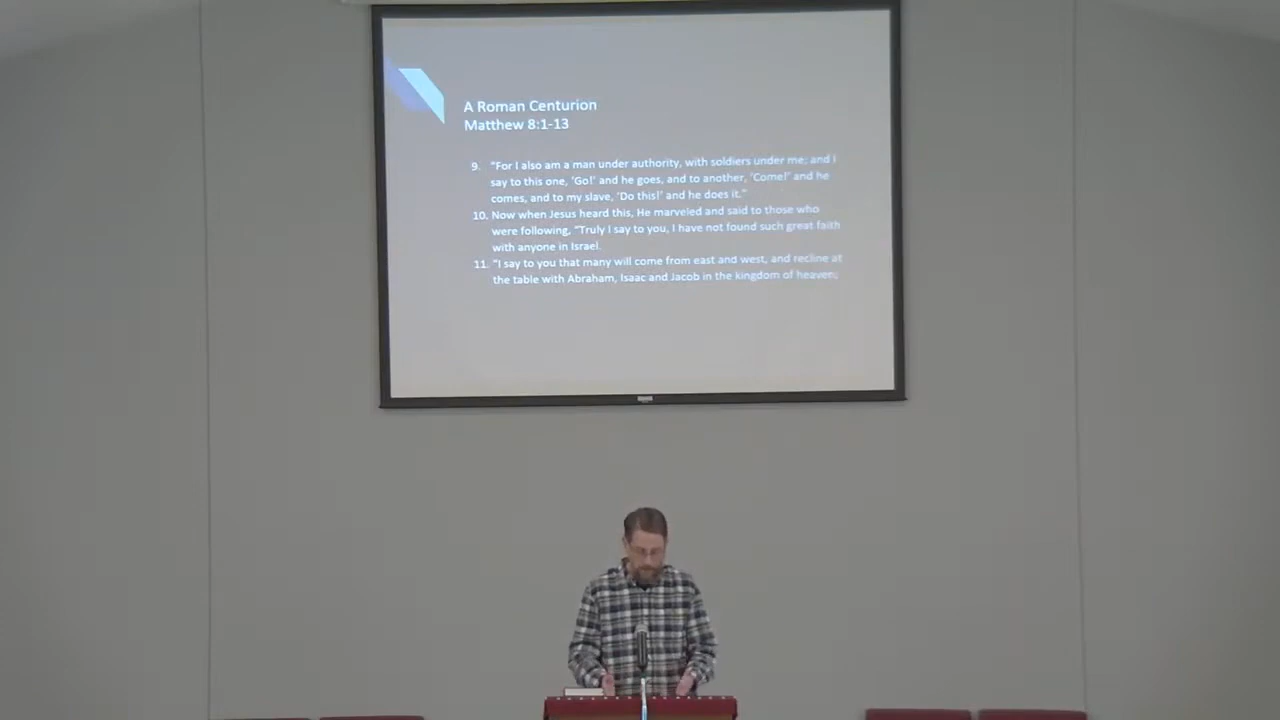 A Roman Centurion
Matthew 8:1-13
9. "For I also am a man under authority, with soldiers under me; and I
say to this one, 'Go!' and he goes, and to another, 'Come!' and he
comes, and to my slave, 'Do this!' and he does it."
10. Now when Jesus heard this, He marveled and said to those who
were following, "Truly I say to you, I have not found such great faith
with anyone in Israel.
11. "I say to you that many will come from east and west, and recline at
the table with Abraham, Isaac and Jacob in the kingdom of heaven;